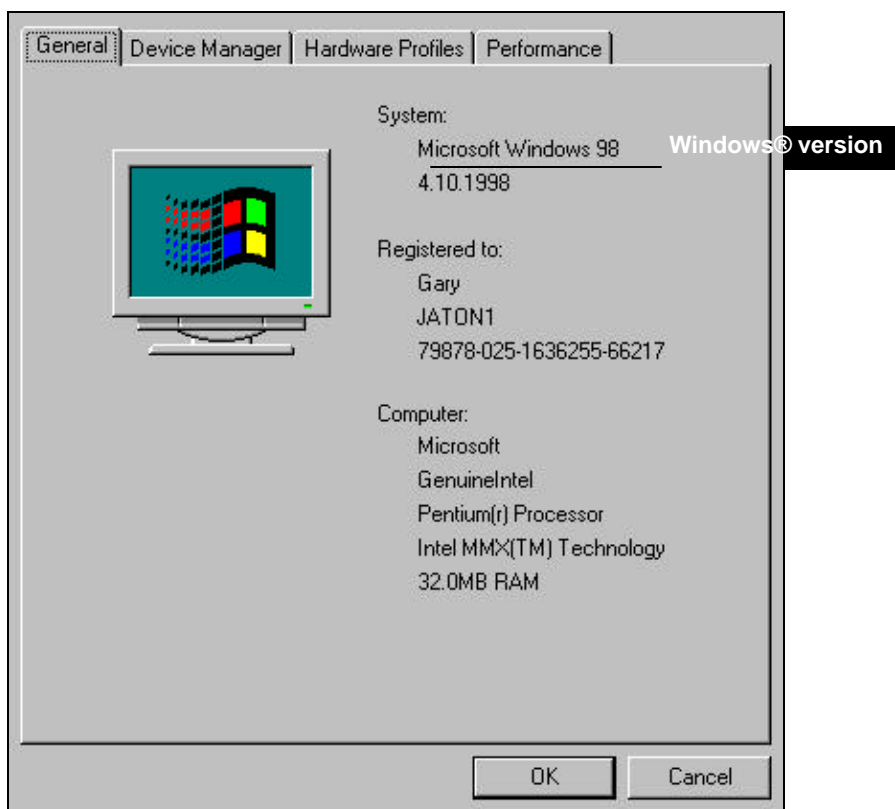 General Device Manager Hardware Profiles Performance
System:
Microsoft Windows 98
Windows® version
4.10.1998
Registered to:
Gary
JATON1
79878-025-1636255-66217
Computer:
Microsoft
GenuineIntel
Pentium(r) Processor
Intel MMX(TM) Technology
32.0MB RAM
OK Cancel